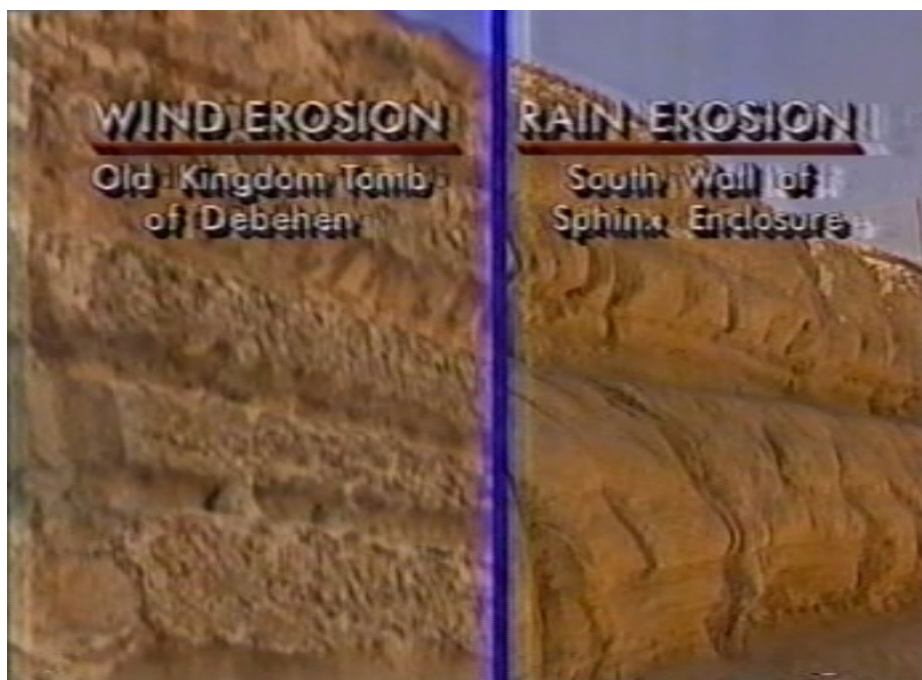 WIND EROSION
Old Kingdom Tomb
of Debehen
RAIN EROSION
South Wall of
Sphinx Enclosure